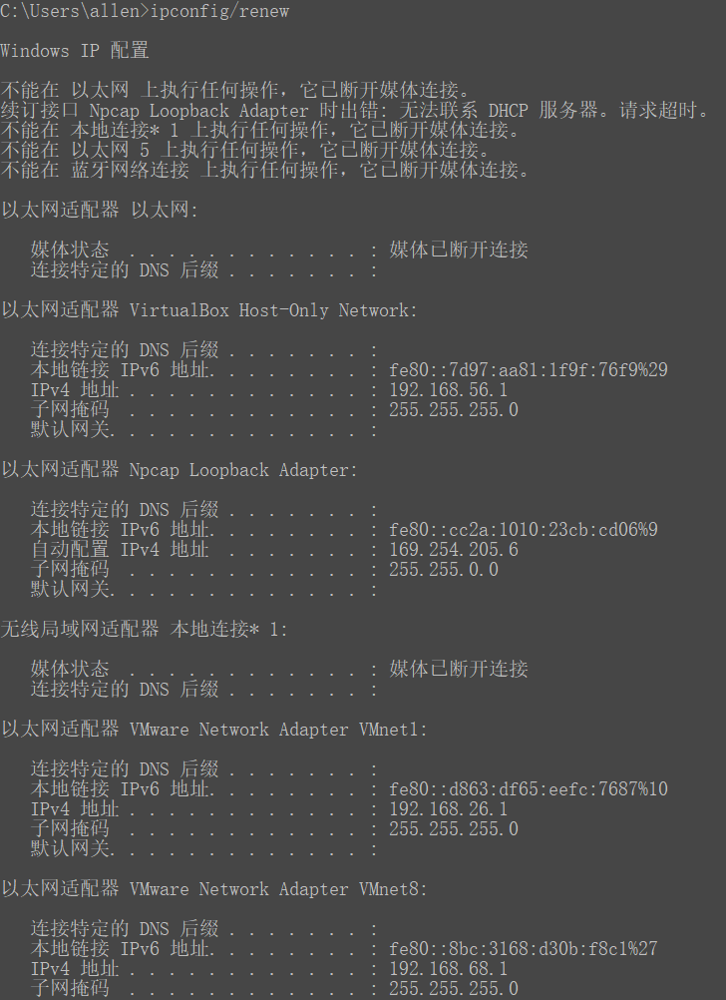 C:\Users\allen>ipconfig/renew
Windows IP 配置
不能在 以太网 上执行任何操作，它已断开媒体连接。
续订接口 Npcap Loopback Adapter 时出错: 无法联系 DHCP 服务器。请求超时。
不能在 本地连接* 1 上执行任何操作，它已断开媒体连接。
不能在 以太网 5 上执行任何操作，它已断开媒体连接。
不能在 蓝牙网络连接 上执行任何操作，它已断开媒体连接。
以太网适配器 以太网:
媒体状态  . . . . . . . . . . . . : 媒体已断开连接
连接特定的 DNS 后缀 . . . . . . . :
以太网适配器 VirtualBox Host-Only Network:
连接特定的 DNS 后缀 . . . . . . . :
本地链接 IPv6 地址. . . . . . . . : fe80::7d97:aa81:1f9f:76f9%29
IPv4 地址 . . . . . . . . . . . . : 192.168.56.1
子网掩码  . . . . . . . . . . . . : 255.255.255.0
默认网关. . . . . . . . . . . . . :
以太网适配器 Npcap Loopback Adapter:
连接特定的 DNS 后缀 . . . . . . . :
本地链接 IPv6 地址. . . . . . . . : fe80::cc2a:1010:23cb:cd06%9
自动配置 IPv4 地址  . . . . . . . : 169.254.205.6
子网掩码  . . . . . . . . . . . . : 255.255.0.0
默认网关. . . . . . . . . . . . . :
无线局域网适配器 本地连接* 1:
媒体状态  . . . . . . . . . . . . : 媒体已断开连接
连接特定的 DNS 后缀 . . . . . . . :
以太网适配器 VMware Network Adapter VMnet1:
连接特定的 DNS 后缀 . . . . . . . :
本地链接 IPv6 地址. . . . . . . . : fe80::d863:df65:eefc:7687%10
IPv4 地址 . . . . . . . . . . . . : 192.168.26.1
子网掩码  . . . . . . . . . . . . : 255.255.255.0
默认网关. . . . . . . . . . . . . :
以太网适配器 VMware Network Adapter VMnet8:
连接特定的 DNS 后缀 . . . . . . . :
本地链接 IPv6 地址. . . . . . . . : fe80::8bc:3168:d30b:f8c1%27
IPv4 地址 . . . . . . . . . . . . : 192.168.68.1
子网掩码  . . . . . . . . . . . . : 255.255.255.0